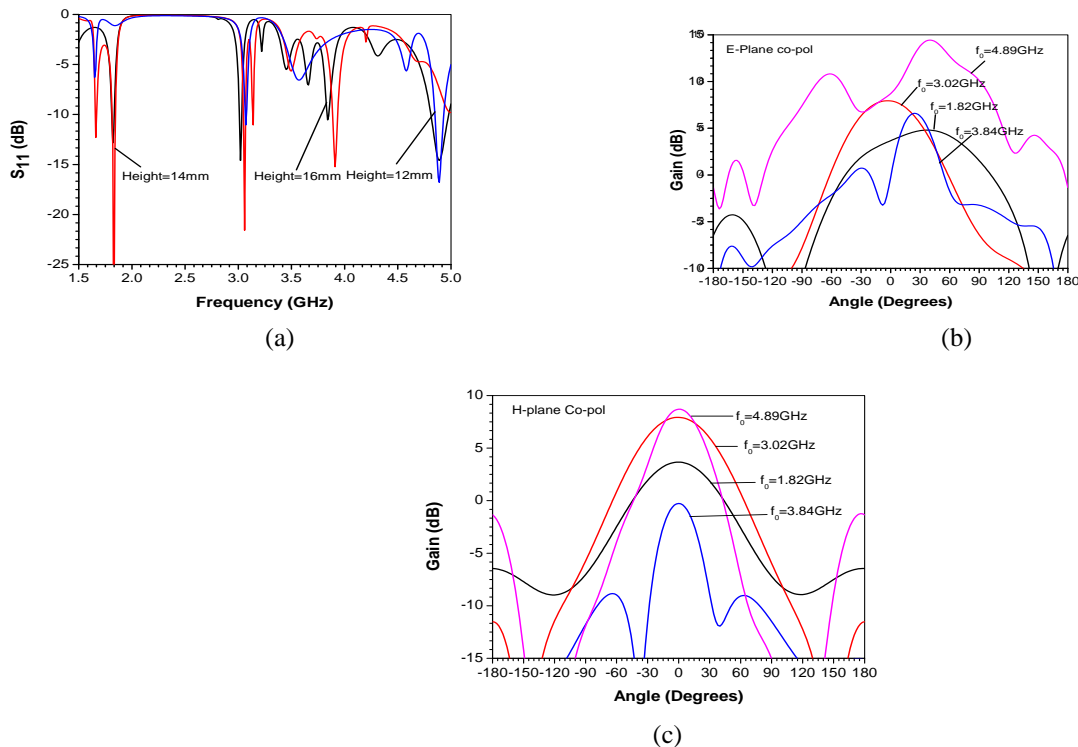 0
-5
-10
-15
-20
-25
S11 (dB)
Height=14mm
Height=16mm
Height=12mm
1.5 2.0 2.5 3.0 3.5 4.0 4.5 5.0
Frequency (GHz)
(a)
15
10
5
0
-5
-10
Gain (dB)
E-Plane co-pol
f0=4.89GHz
f0=3.02GHz
f0=1.82GHz
f0=3.84GHz
-180 -150 -120 -90 -60 -30 0 30 60 90 120 150 180
Angle (Degrees)
(b)
10
5
0
-5
-10
-15
Gain (dB)
H-plane Co-pol
f0=4.89GHz
f0=3.02GHz
f0=1.82GHz
f0=3.84GHz
-180 -150 -120 -90 -60 -30 0 30 60 90 120 150 180
Angle (Degrees)
(c)